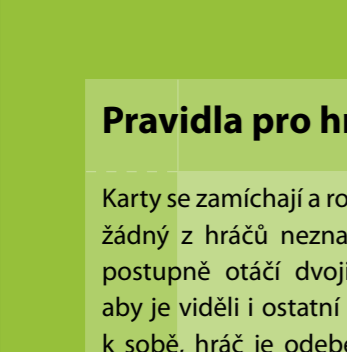 Pravidla pro h
Karty se zamíchají a ro
žádný z hráčů nezna
postupně otáčí dvoji
aby je viděli i ostatní
k sobě, hráč je odebe